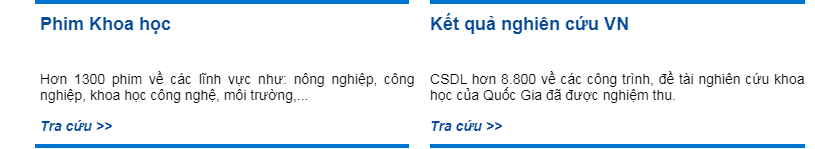 Phim Khoa học
Hơn 1300 phim về các lĩnh vực như: nông nghiệp, công
nghiệp, khoa học công nghệ, môi trường,...
Tra cứu >>
Kết quả nghiên cứu VN
CSDL hơn 8.800 về các công trình, đề tài nghiên cứu khoa
học của Quốc Gia đã được nghiệm thu.
Tra cứu >>